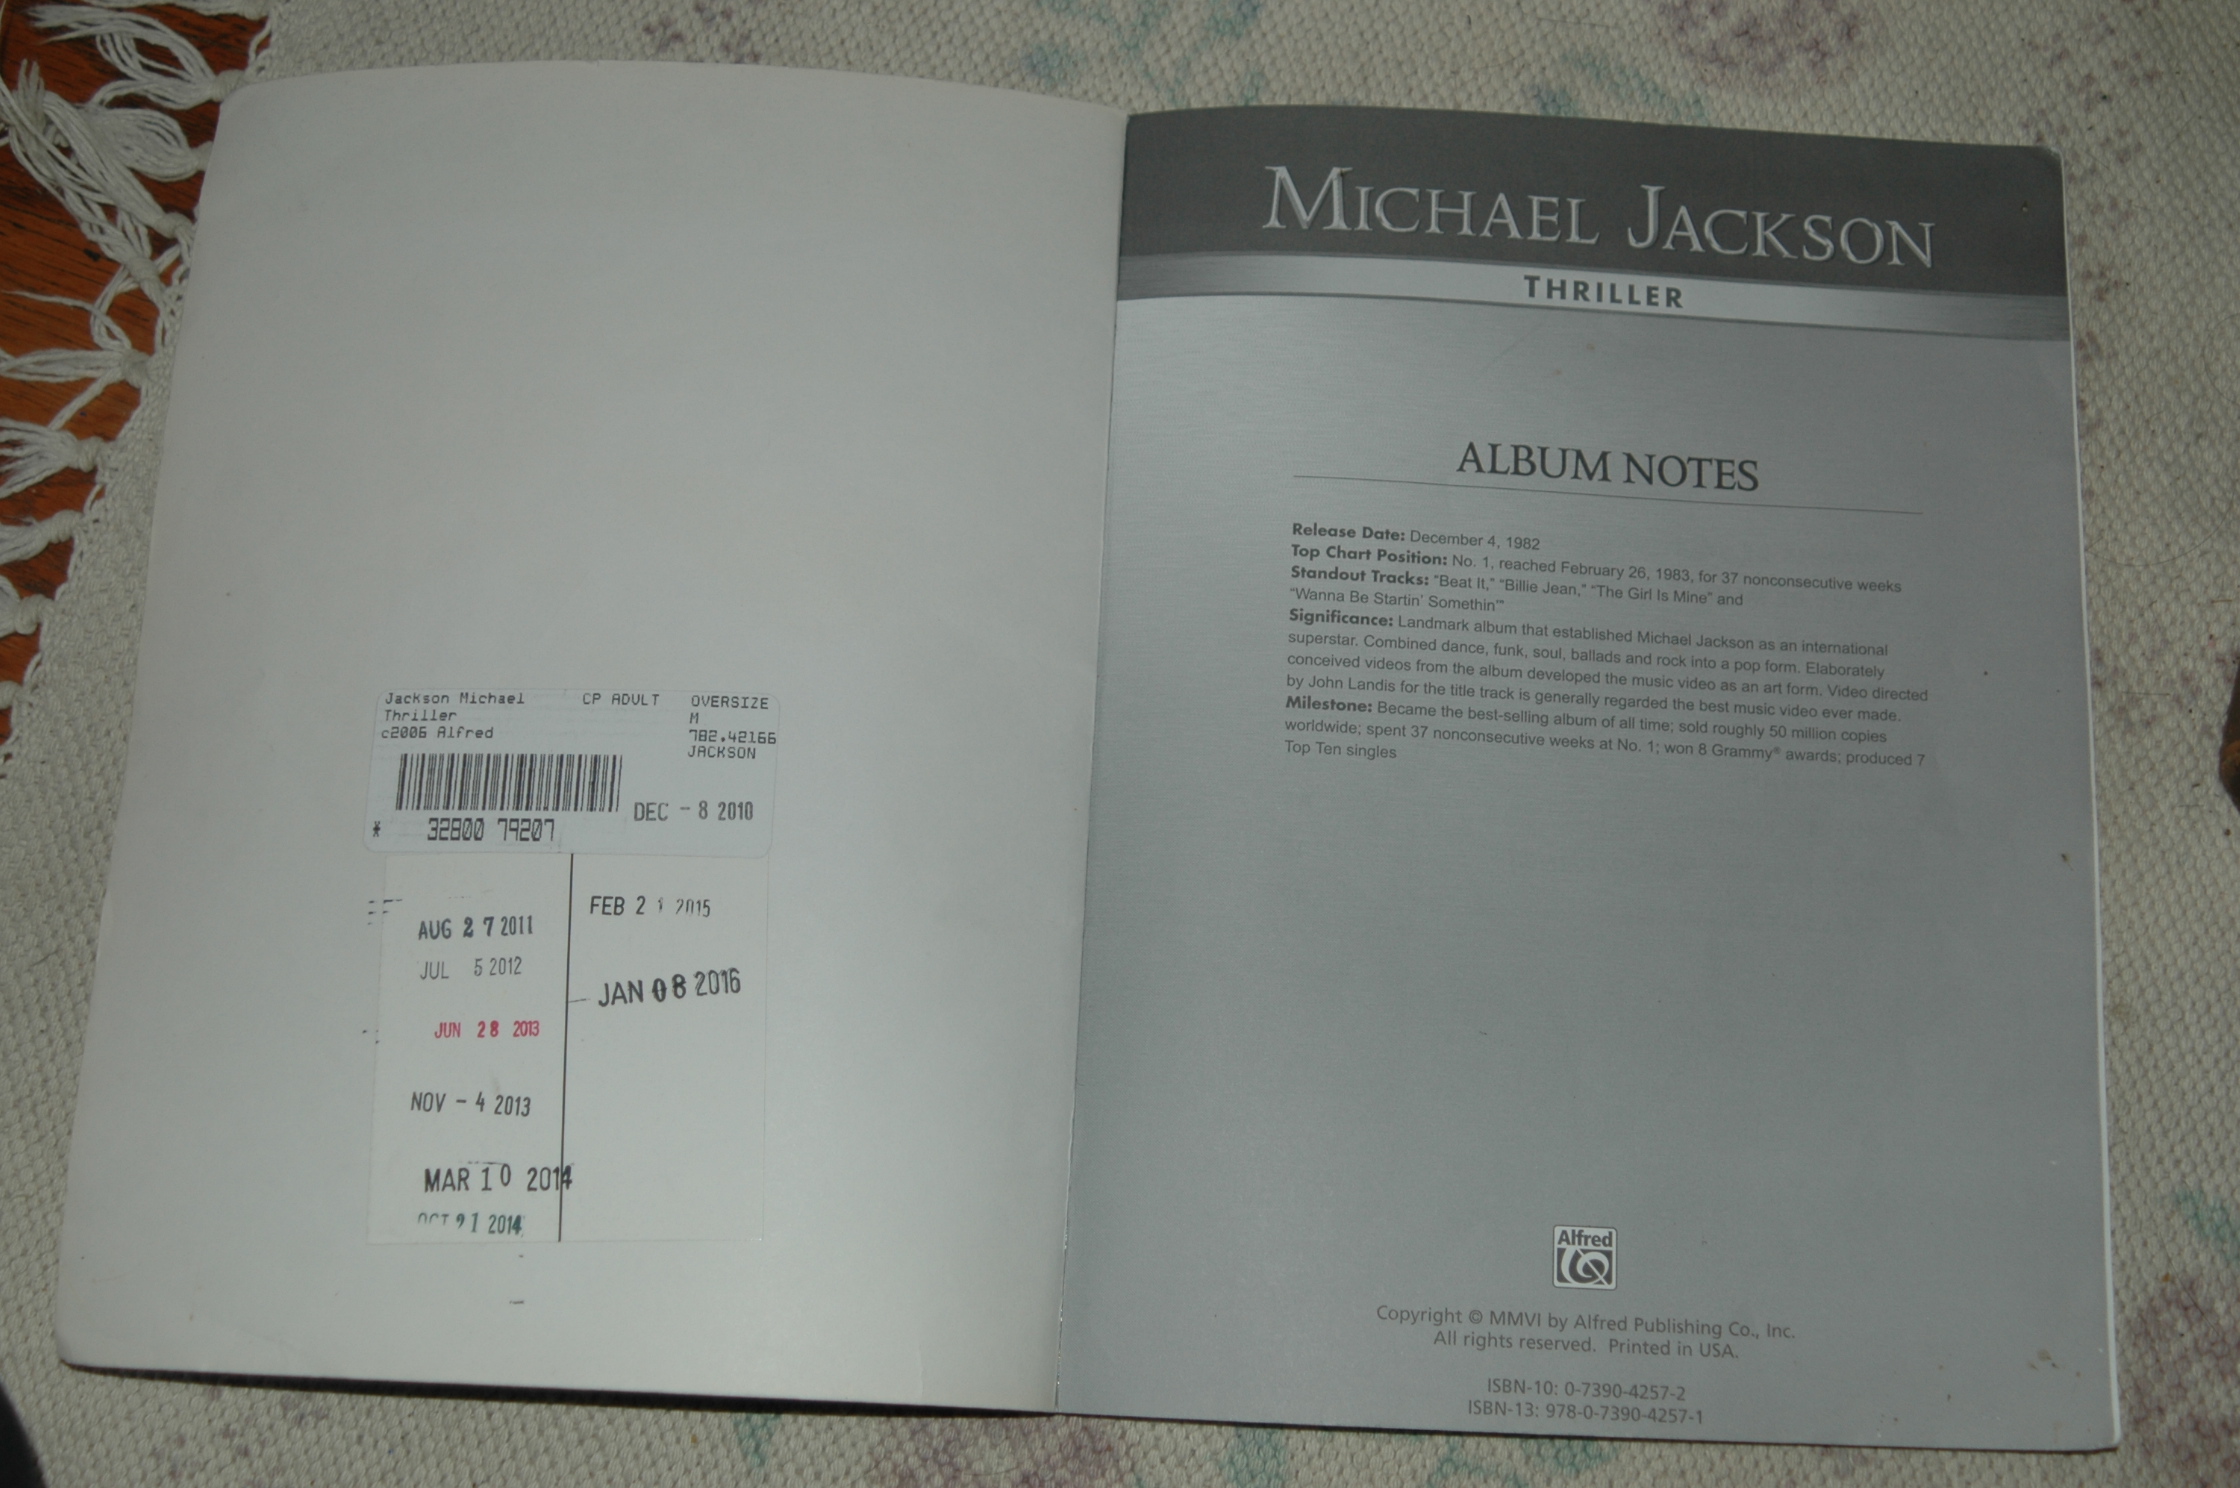 Jackson Michael CP ADULT OVERSIZE
Thriller M
c2006 Alfred 782.42166
JACKSON
DEC - 8 2010
* 32800 79207
AUG 27 2011
JUL 5 2012
JUN 28 2013
NOV - 4 2013
MAR 10 2014
OCT 21 2014
FEB 21 2015
JAN 08 2016
MICHAEL JACKSON
THRILLER
ALBUM NOTES
Release Date: December 4, 1982
Top Chart Position: No. 1, reached February 26, 1983, for 37 nonconsecutive weeks
Standout Tracks: "Beat It," "Billie Jean," "The Girl Is Mine" and
"Wanna Be Startin' Somethin'"
Significance: Landmark album that established Michael Jackson as an international
superstar. Combined dance, funk, soul, ballads and rock into a pop form. Elaborately
conceived videos from the album developed the music video as an art form. Video directed
by John Landis for the title track is generally regarded the best music video ever made.
Milestone: Became the best-selling album of all time; sold roughly 50 million copies
worldwide; spent 37 nonconsecutive weeks at No. 1; won 8 Grammy® awards; produced 7
Top Ten singles
Alfred
Copyright © MMVI by Alfred Publishing Co., Inc.
All rights reserved. Printed in USA.
ISBN-10: 0-7390-4257-2
ISBN-13: 978-0-7390-4257-1